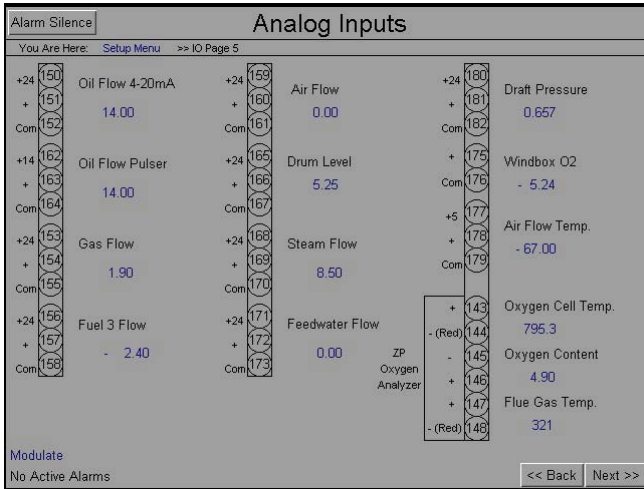 Alarm Silence
Analog Inputs
You Are Here: Setup Menu >> IO Page 5
+24 150
+ 151
Com 152
Oil Flow 4-20mA
14.00
+14 162
+ 163
Com 164
Oil Flow Pulser
14.00
+24 153
+ 154
Com 155
Gas Flow
1.90
+24 156
+ 157
Com 158
Fuel 3 Flow
- 2.40
+24 159
+ 160
Com 161
Air Flow
0.00
+24 165
+ 166
Com 167
Drum Level
5.25
+24 168
+ 169
Com 170
Steam Flow
8.50
+24 171
+ 172
Com 173
Feedwater Flow
0.00
+24 180
+ 181
Com 182
Draft Pressure
0.657
+ 175
Com 176
Windbox O2
- 5.24
+5 177
+ 178
Com 179
Air Flow Temp.
- 67.00
ZP
Oxygen
Analyzer
+ 143
- (Red) 144
- 145
+ 146
+ 147
- (Red) 148
Oxygen Cell Temp.
795.3
Oxygen Content
4.90
Flue Gas Temp.
321
Modulate
No Active Alarms
<< Back Next >>